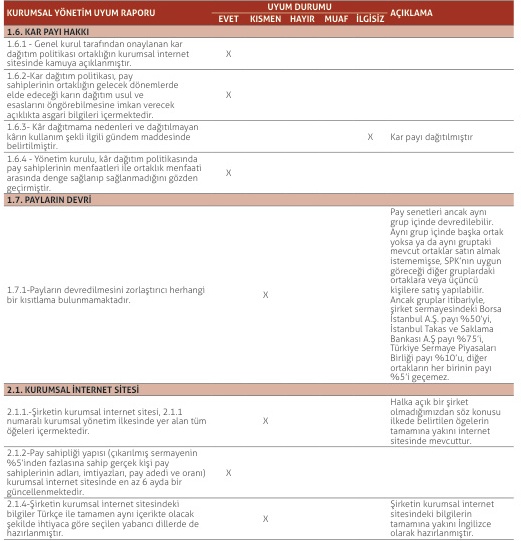 KURUMSAL YÖNETİM UYUM RAPORU
UYUM DURUMU
AÇIKLAMA
EVET KISMEN HAYIR MUAF İLGİSİZ
1.6. KAR PAYI HAKKI
1.6.1 - Genel kurul tarafından onaylanan kar
dağıtım politikası ortaklığın kurumsal internet
sitesinde kamuya açıklanmıştır.
X
1.6.2-Kar dağıtım politikası, pay
sahiplerinin ortaklığın gelecek dönemlerde
elde edeceği karın dağıtım usul ve
esaslarını öngörebilmesine imkan verecek
açıklıkta asgari bilgileri içermektedir.
X
1.6.3- Kâr dağıtmama nedenleri ve dağıtılmayan
kârın kullanım şekli ilgili gündem maddesinde
belirtilmiştir.
X
Kar payı dağıtılmıştır
1.6.4 - Yönetim kurulu, kâr dağıtım politikasında
pay sahiplerinin menfaatleri ile ortaklık menfaati
arasında denge sağlanıp sağlanmadığını gözden
geçirmiştir.
X
1.7. PAYLARIN DEVRİ
1.7.1-Payların devredilmesini zorlaştırıcı herhangi
bir kısıtlama bulunmamaktadır.
X
Pay senetleri ancak aynı
grup içinde devredilebilir.
Aynı grup içinde başka ortak
yoksa ya da aynı gruptaki
mevcut ortaklar satın almak
istememişse, SPK'nın uygun
göreceği diğer gruplardaki
ortaklara veya üçüncü
kişilere satış yapılabilir.
Ancak gruplar itibariyle,
şirket sermayesindeki Borsa
İstanbul A.Ş. payı %50'yi,
İstanbul Takas ve Saklama
Bankası A.Ş payı %75'i,
Türkiye Sermaye Piyasaları
Birliği payı %10'u, diğer
ortakların her birinin payı
%5'i geçemez.
2.1. KURUMSAL İNTERNET SİTESİ
2.1.1.-Şirketin kurumsal internet sitesi, 2.1.1
numaralı kurumsal yönetim ilkesinde yer alan tüm
öğeleri içermektedir.
X
Halka açık bir şirket
olmadığımızdan söz konusu
ilkede belirtilen ögelerin
tamamına yakını internet
sitesinde mevcuttur.
2.1.2-Pay sahipliği yapısı (çıkarılmış sermayenin
%5'inden fazlasına sahip gerçek kişi pay
sahiplerinin adları, imtiyazları, pay adedi ve oranı)
kurumsal internet sitesinde en az 6 ayda bir
güncellenmektedir.
X
2.1.4-Şirketin kurumsal internet sitesindeki
bilgiler Türkçe ile tamamen aynı içerikte olacak
şekilde ihtiyaca göre seçilen yabancı dillerde de
hazırlanmıştır.
X
Şirketin kurumsal internet
sitesindeki bilgilerin
tamamına yakını İngilizce
olarak hazırlanmıştır.